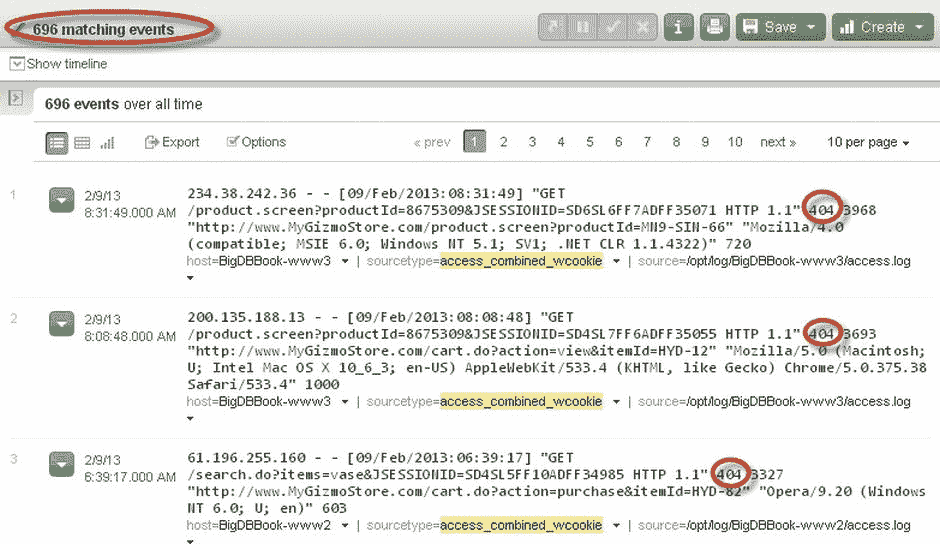 696 matching events
i
Save
Create
Show timeline
696 events over all time
Export
Options
« prev 1 2 3 4 5 6 7 8 9 10 next »
10 per page
1
2/9/13
8:31:49.000 AM
234.38.242.36 - - [09/Feb/2013:08:31:49] "GET
/product.screen?productId=8675309&JSESSIONID=SD6SL6FF7ADFF35071 HTTP 1.1" 404 3968
"http://www.MyGizmoStore.com/product.screen?productId=MN9-SIN-66" "Mozilla/4.0
(compatible; MSIE 6.0; Windows NT 5.1; SV1; .NET CLR 1.1.4322)" 720
host=BigDBBook-www3 | sourcetype=access_combined_wcookie | source=/opt/log/BigDBBook-www3/access.log
2
2/9/13
8:08:48.000 AM
200.135.188.13 - - [09/Feb/2013:08:08:48] "GET
/product.screen?productId=8675309&JSESSIONID=SD4SL7FF6ADFF35055 HTTP 1.1" 404 3693
"http://www.MyGizmoStore.com/cart.do?action=view&itemId=HYD-12" "Mozilla/5.0 (Macintosh;
U; Intel Mac OS X 10_6_3; en-US) AppleWebKit/533.4 (KHTML, like Gecko) Chrome/5.0.375.38
Safari/533.4" 1000
host=BigDBBook-www3 | sourcetype=access_combined_wcookie | source=/opt/log/BigDBBook-www3/access.log
3
2/9/13
6:39:17.000 AM
61.196.255.160 - - [09/Feb/2013:06:39:17] "GET
/search.do?items=vase&JSESSIONID=SD4SL5FF10ADFF34985 HTTP 1.1" 404 3327
"http://www.MyGizmoStore.com/cart.do?action=purchase&itemId=HYD-82" "Opera/9.20 (Windows
NT 6.0; U; en)" 603
host=BigDBBook-www2 | sourcetype=access_combined_wcookie | source=/opt/log/BigDBBook-www2/access.log